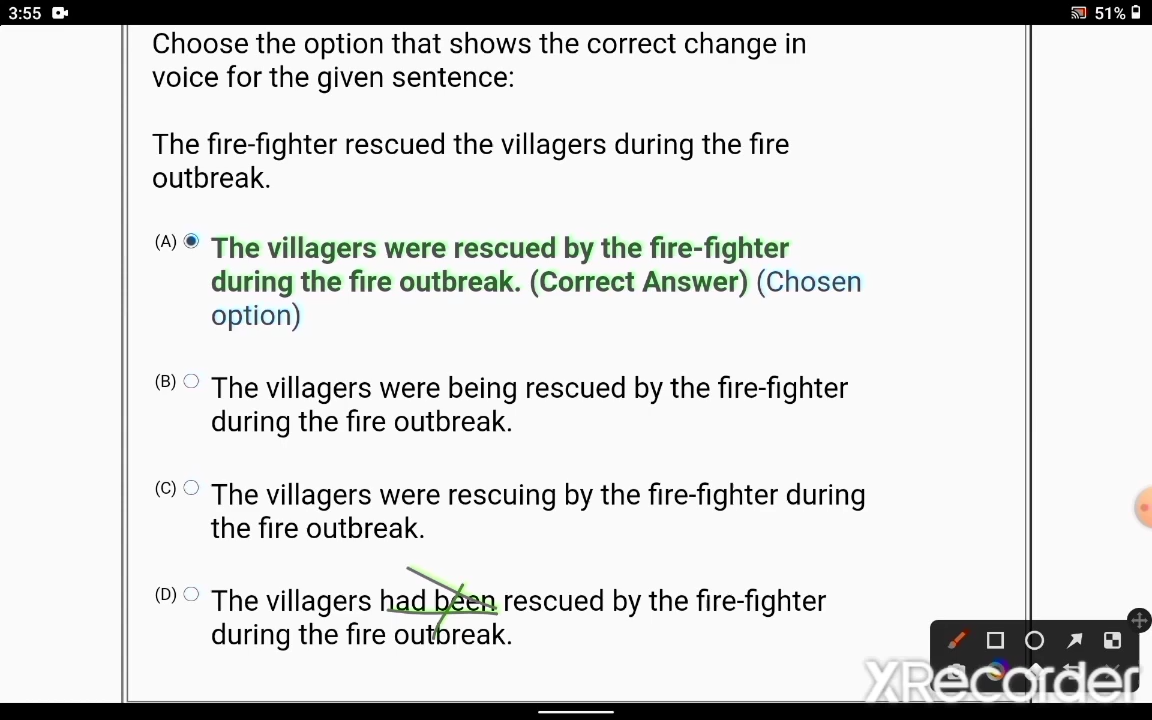 3:55
51%
Choose the option that shows the correct change in
voice for the given sentence:
The fire-fighter rescued the villagers during the fire
outbreak.
(A) The villagers were rescued by the fire-fighter
during the fire outbreak. (Correct Answer) (Chosen
option)
(B) The villagers were being rescued by the fire-fighter
during the fire outbreak.
(C) The villagers were rescuing by the fire-fighter during
the fire outbreak.
(D) The villagers had been rescued by the fire-fighter
during the fire outbreak.
XRecorder